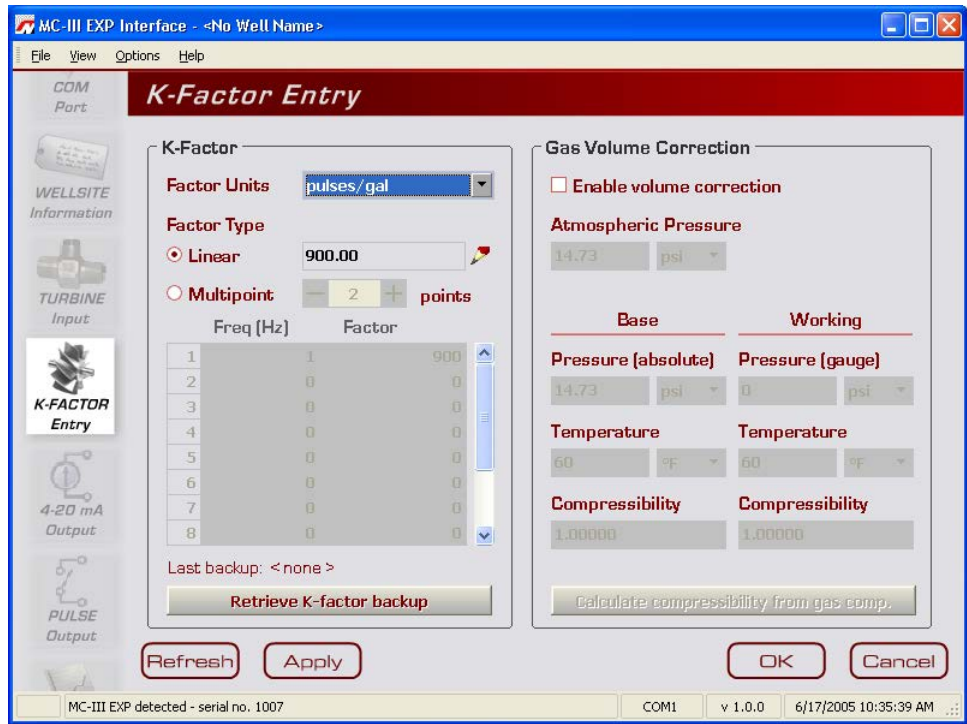 MC-III EXP Interface - <No Well Name>
File View Options Help
COM
Port
WELLSITE
Information
TURBINE
Input
K-FACTOR
Entry
4-20 mA
Output
PULSE
Output
K-Factor Entry
K-Factor
Factor Units pulses/gal
Factor Type
Linear 900.00
Multipoint − 2 + points
Freq (Hz) Factor
1 1 900
2 0 0
3 0 0
4 0 0
5 0 0
6 0 0
7 0 0
8 0 0
Last backup: < none >
Retrieve K-factor backup
Gas Volume Correction
Enable volume correction
Atmospheric Pressure
14.73 psi
Base Working
Pressure (absolute) Pressure (gauge)
14.73 psi 0 psi
Temperature Temperature
60 °F 60 °F
Compressibility Compressibility
1.00000 1.00000
Calculate compressibility from gas comp.
Refresh Apply OK Cancel
MC-III EXP detected - serial no. 1007 COM1 v 1.0.0 6/17/2005 10:35:39 AM